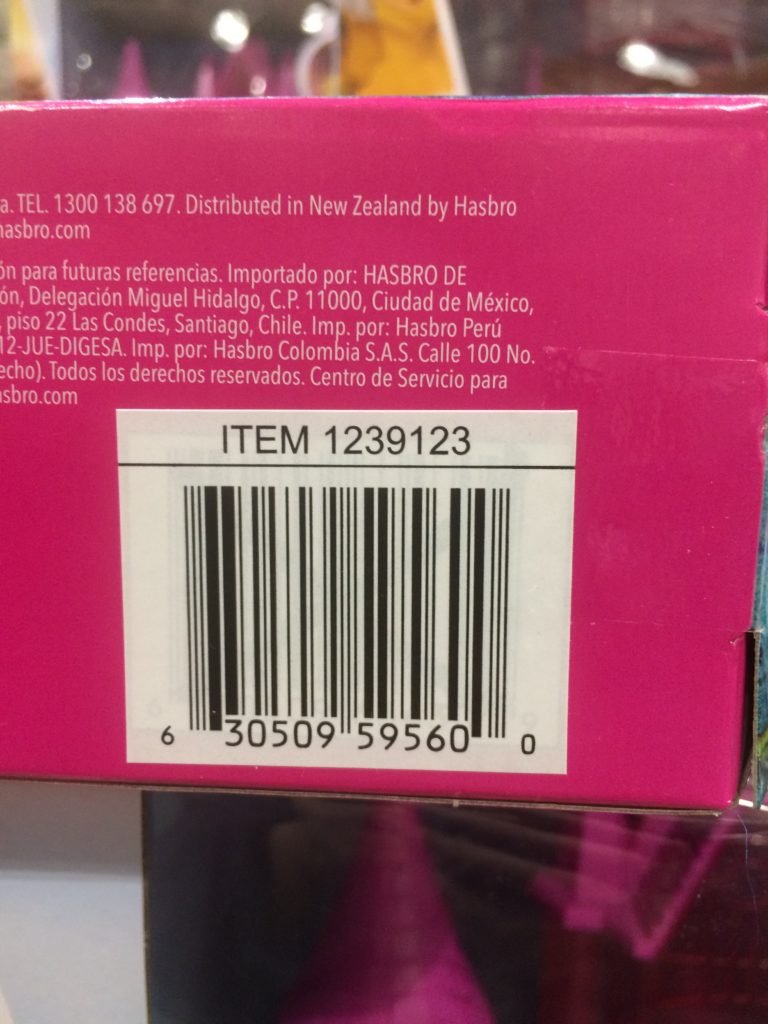 a. TEL. 1300 138 697. Distributed in New Zealand by Hasbro
hasbro.com
ón para futuras referencias. Importado por: HASBRO DE
ón, Delegación Miguel Hidalgo, C.P. 11000, Ciudad de México,
, piso 22 Las Condes, Santiago, Chile. Imp. por: Hasbro Perú
12-JUE-DIGESA. Imp. por: Hasbro Colombia S.A.S. Calle 100 No.
echo). Todos los derechos reservados. Centro de Servicio para
asbro.com
ITEM 1239123
6 30509 59560 0